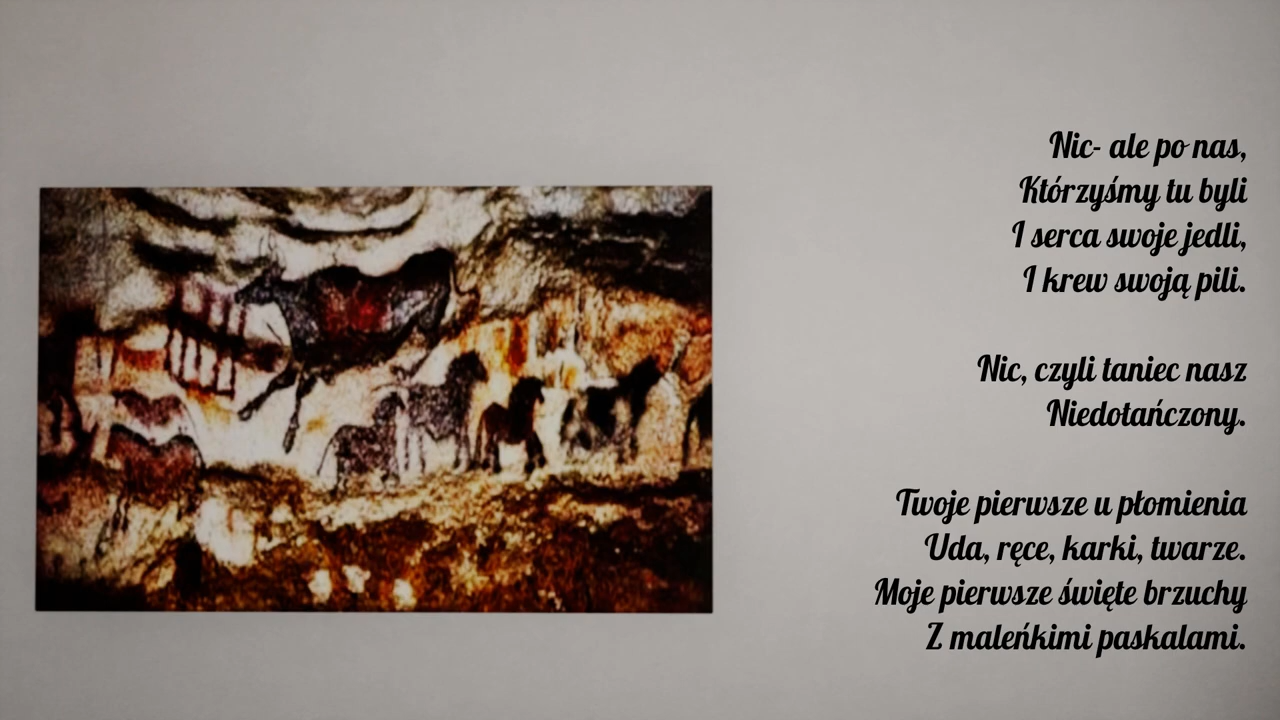 Nic- ale po nas,
Którzyśmy tu byli
I serca swoje jedli,
I krew swoją pili.
Nic, czyli taniec nasz
Niedotańczony.
Twoje pierwsze u płomienia
Uda, ręce, karki, twarze.
Moje pierwsze święte brzuchy
Z maleńkimi paskalami.